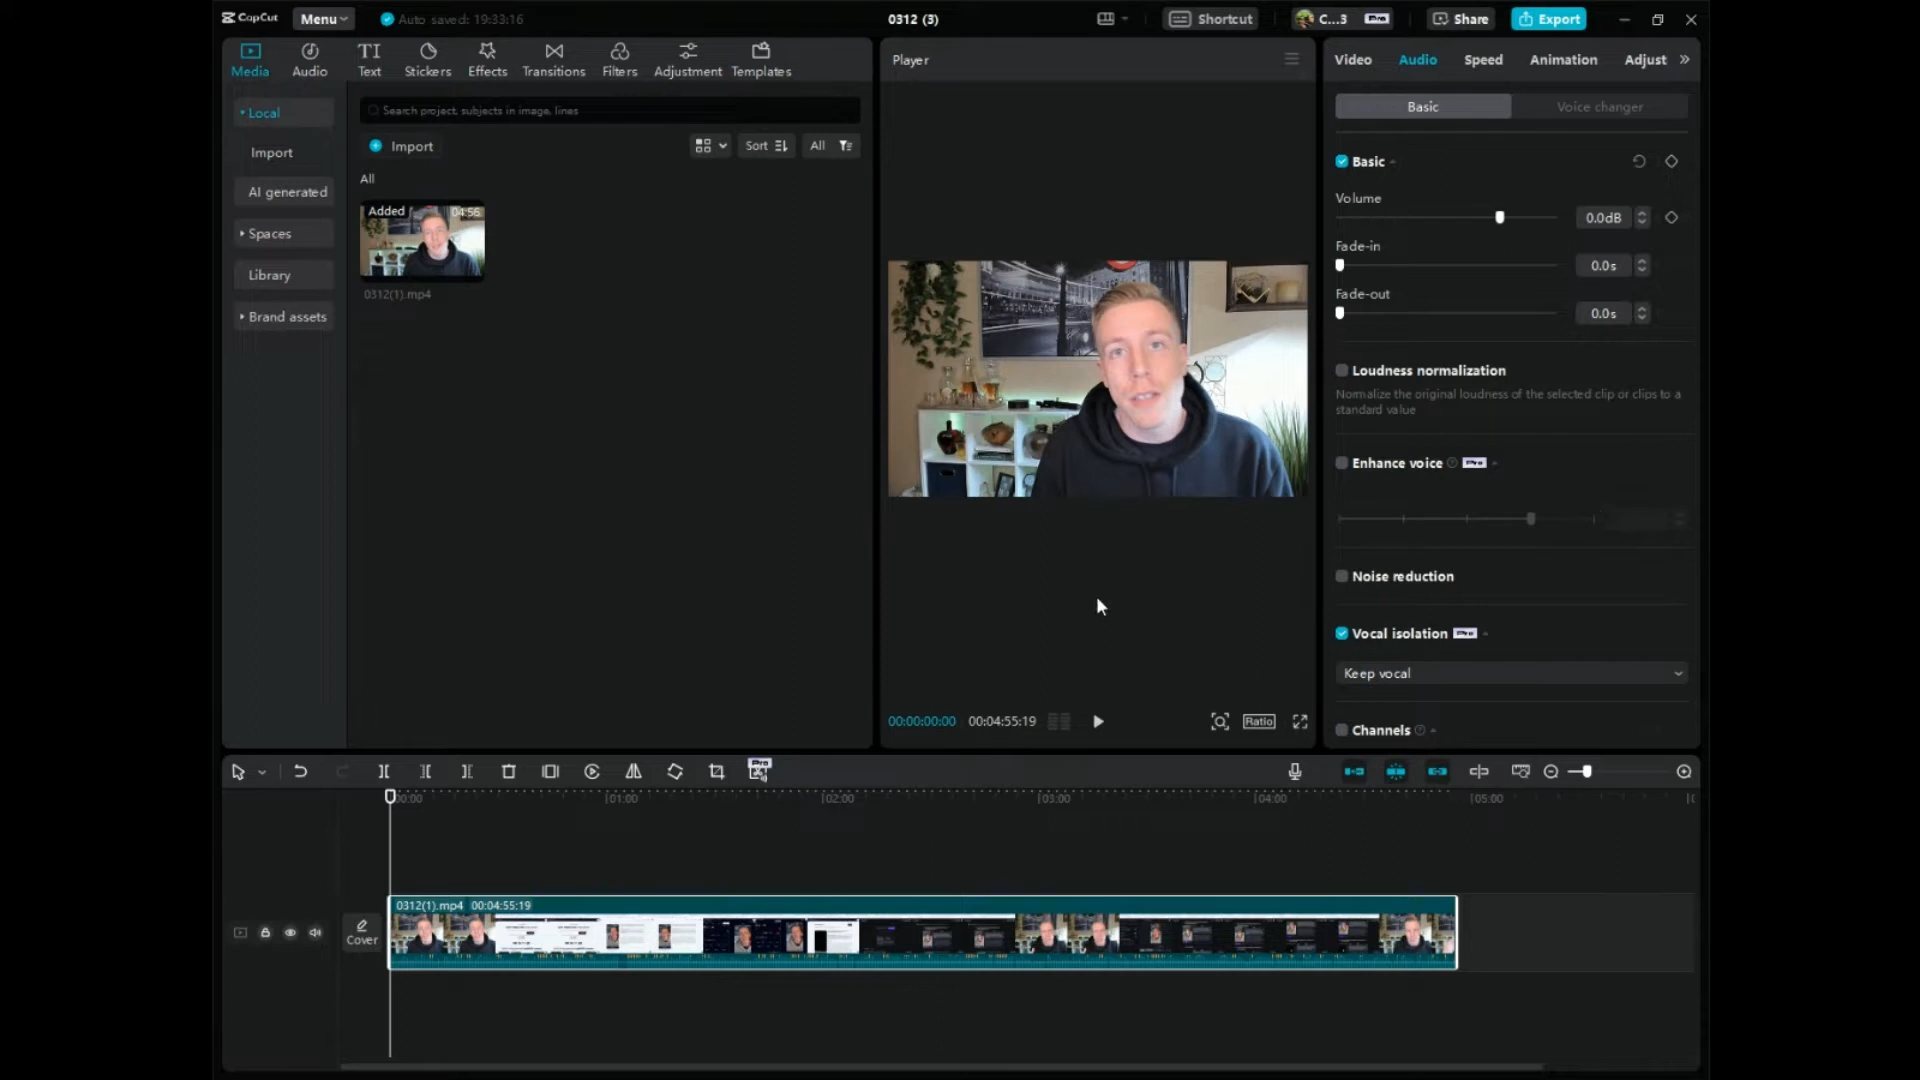 CapCut
Menu
Auto saved: 19:33:16
0312 (3)
Shortcut
C...3
Pro
Share
Export
Media
Audio
Text
Stickers
Effects
Transitions
Filters
Adjustment
Templates
Local
Import
AI generated
Spaces
Library
Brand assets
Search project, subjects in image, lines
Import
Sort
All
All
Added
04:56
0312(1).mp4
Player
00:00:00:00
00:04:55:19
Ratio
Video
Audio
Speed
Animation
Adjust
Basic
Voice changer
Basic
Volume
0.0dB
Fade-in
0.0s
Fade-out
0.0s
Loudness normalization
Normalize the original loudness of the selected clip or clips to a
standard value
Enhance voice
Pro
Noise reduction
Vocal isolation
Pro
Keep vocal
Channels
Pro
00:00
01:00
02:00
03:00
04:00
05:00
Cover
0312(1).mp4 00:04:55:19